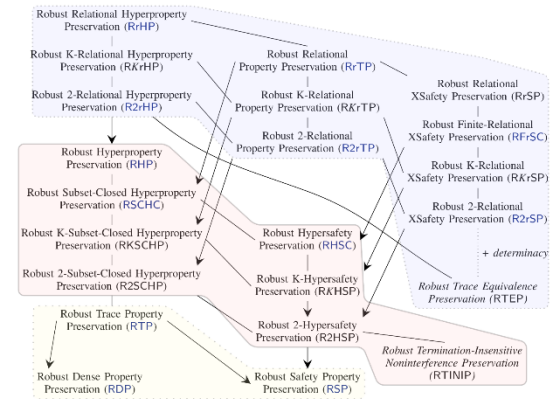 Robust Relational Hyperproperty
Preservation (RrHP)
Robust K-Relational Hyperproperty
Preservation (RKrHP)
Robust 2-Relational Hyperproperty
Preservation (R2rHP)
Robust Relational
Property Preservation (RrTP)
Robust K-Relational
Property Preservation (RKrTP)
Robust 2-Relational
Property Preservation (R2rTP)
Robust Relational
XSafety Preservation (RrSP)
Robust Finite-Relational
XSafety Preservation (RFrSC)
Robust K-Relational
XSafety Preservation (RKrSP)
Robust 2-Relational
XSafety Preservation (R2rSP)
+ determinacy
Robust Trace Equivalence
Preservation (RTEP)
Robust Hyperproperty
Preservation (RHP)
Robust Subset-Closed Hyperproperty
Preservation (RSCHC)
Robust K-Subset-Closed Hyperproperty
Preservation (RKSCHP)
Robust 2-Subset-Closed Hyperproperty
Preservation (R2SCHP)
Robust Hypersafety
Preservation (RHSC)
Robust K-Hypersafety
Preservation (RKHSP)
Robust 2-Hypersafety
Preservation (R2HSP)
Robust Termination-Insensitive
Noninterference Preservation
(RTINIP)
Robust Trace Property
Preservation (RTP)
Robust Dense Property
Preservation (RDP)
Robust Safety Property
Preservation (RSP)